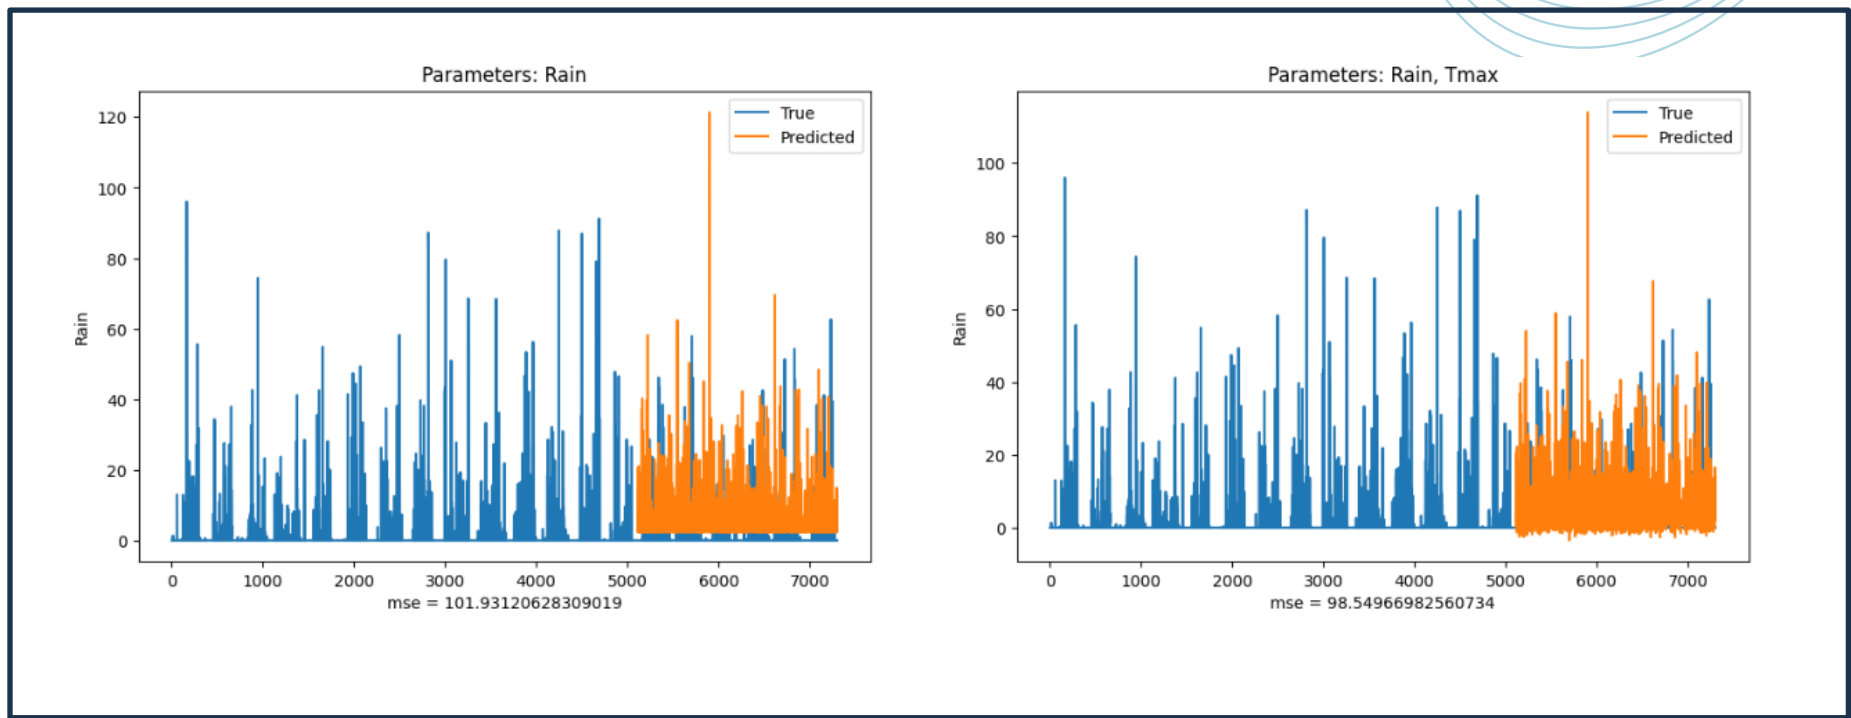 Parameters: Rain
True
Predicted
120
100
80
60
40
20
0
Rain
0 1000 2000 3000 4000 5000 6000 7000
mse = 101.93120628309019
Parameters: Rain, Tmax
True
Predicted
100
80
60
40
20
0
Rain
0 1000 2000 3000 4000 5000 6000 7000
mse = 98.54966982560734